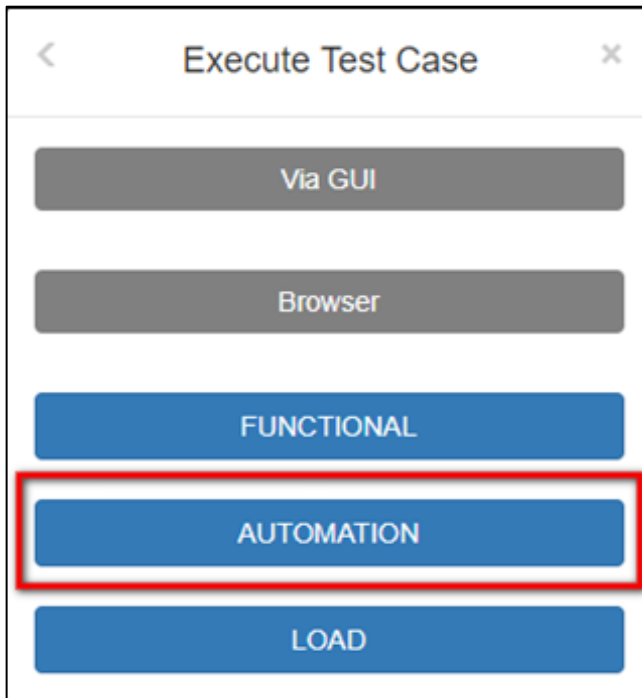 Execute Test Case
Via GUI
Browser
FUNCTIONAL
AUTOMATION
LOAD